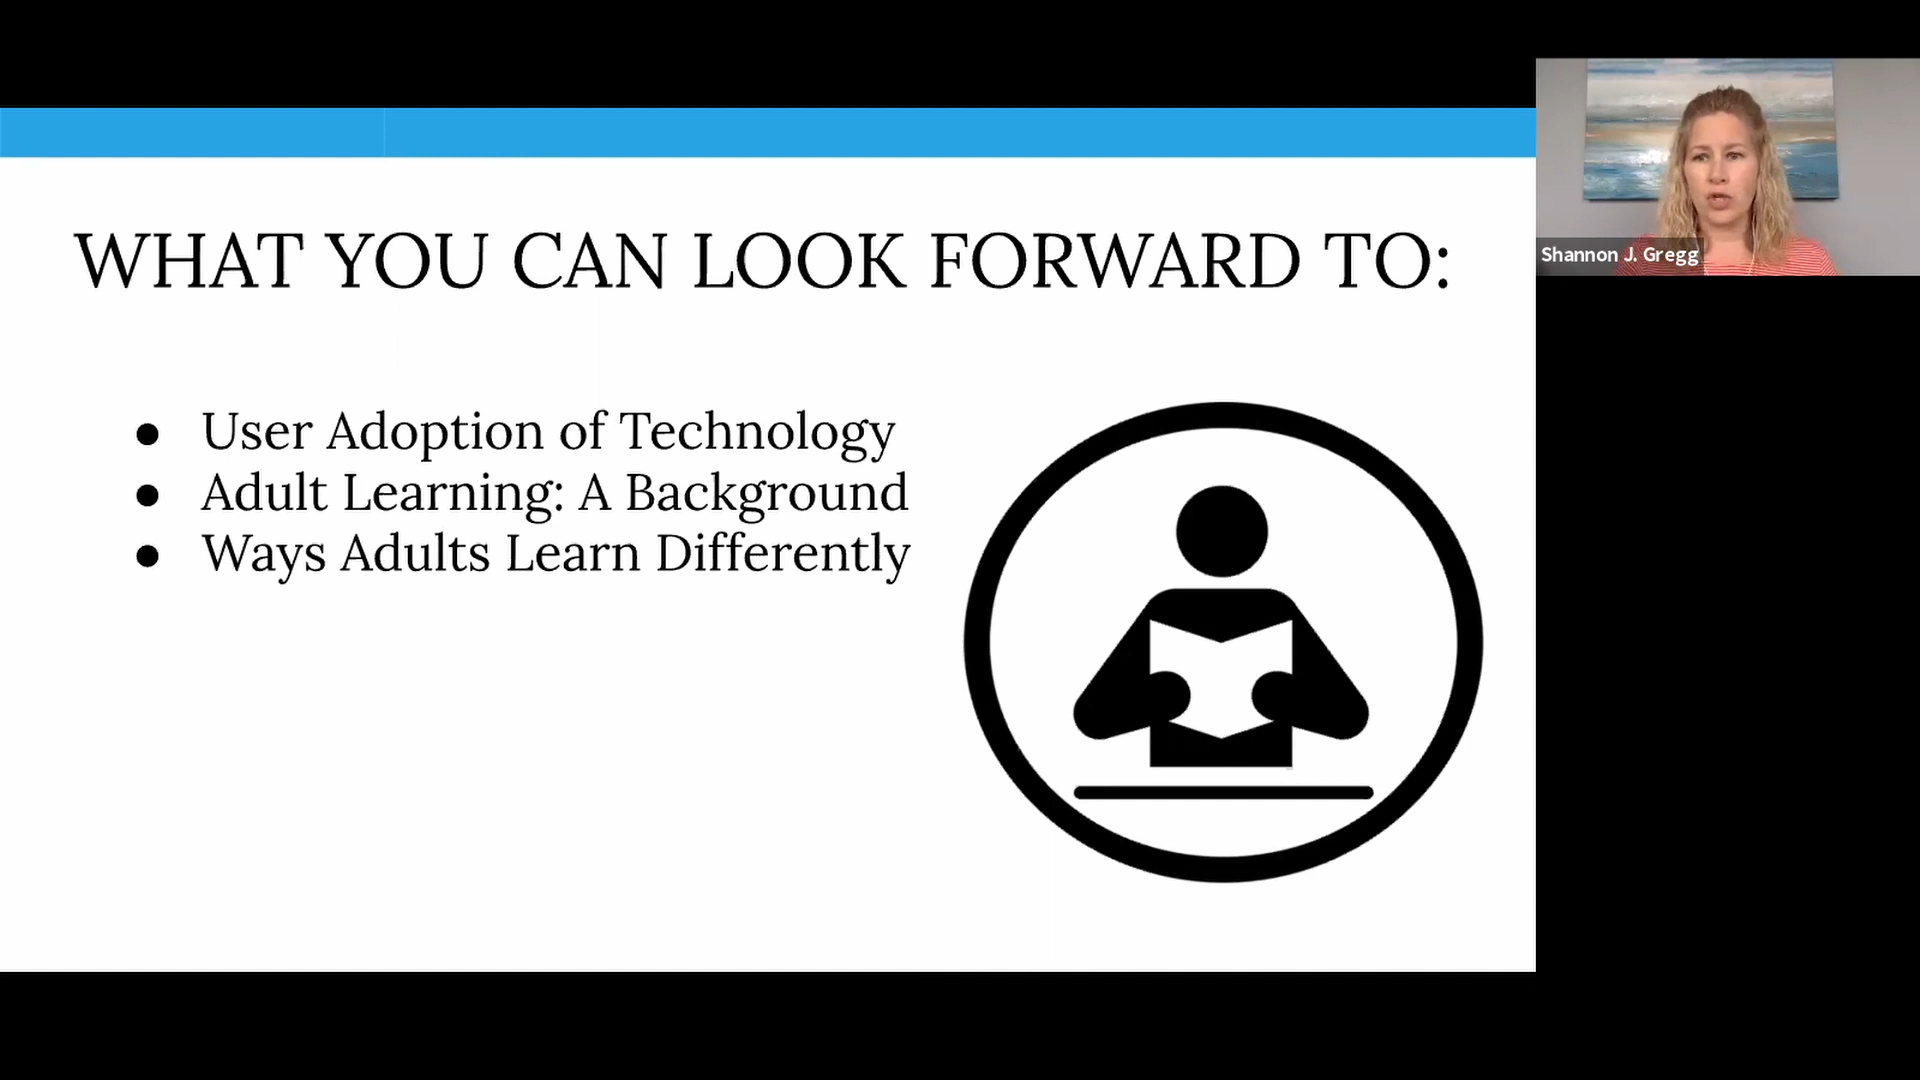 WHAT YOU CAN LOOK FORWARD TO:
● User Adoption of Technology
● Adult Learning: A Background
● Ways Adults Learn Differently
Shannon J. Gregg